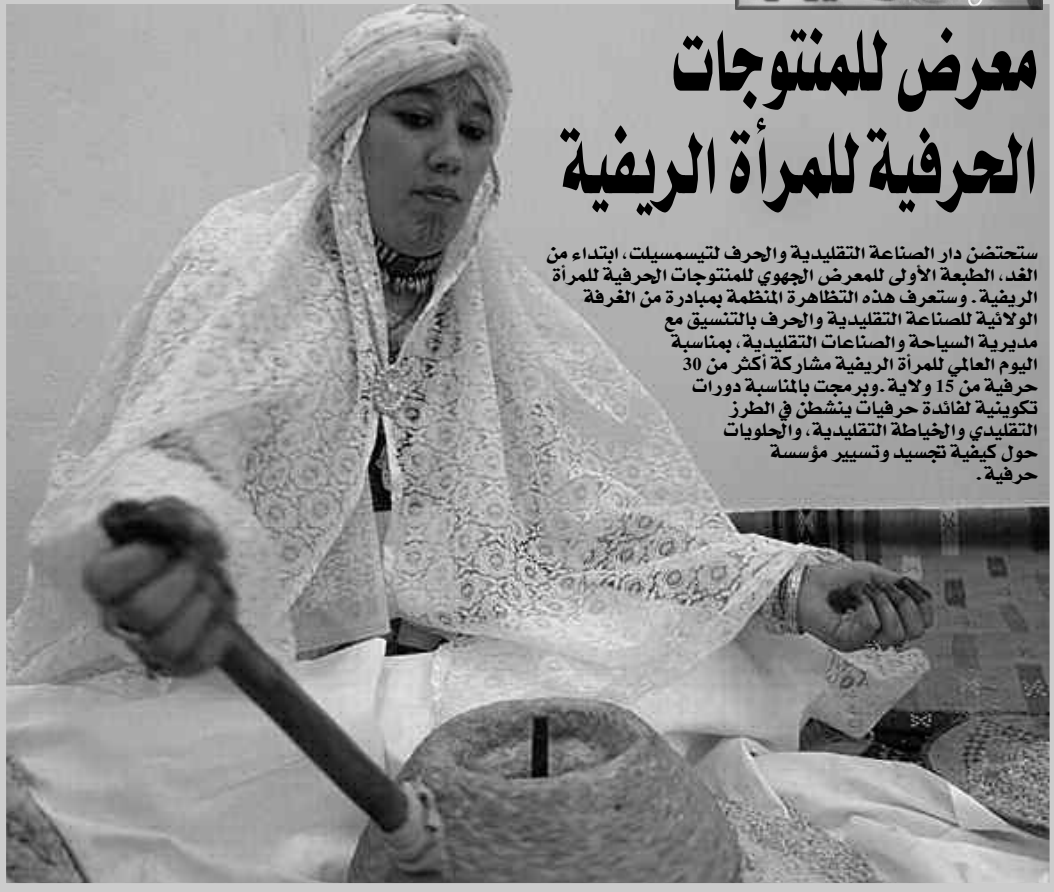 معرض للمنتوجات
الحرفية للمرأة الريفية
ستحتضن دار الصناعة التقليدية والحرف لتيسمسيلت، ابتداء من
الغد، الطبعة الأولى للمعرض الجهوي للمنتوجات الحرفية للمرأة
الريفية. وستعرف هذه التظاهرة المنظمة بمبادرة من الغرفة
الولائية للصناعة التقليدية والحرف بالتنسيق مع
مديرية السياحة والصناعات التقليدية، بمناسبة
اليوم العالمي للمرأة الريفية مشاركة أكثر من 30
حرفية من 15 ولاية. وبرمجت بالمناسبة دورات
تكوينية لفائدة حرفيات ينشطن في الطرز
التقليدي والخياطة التقليدية، والحلويات
حول كيفية تجسيد وتسيير مؤسسة
حرفية.